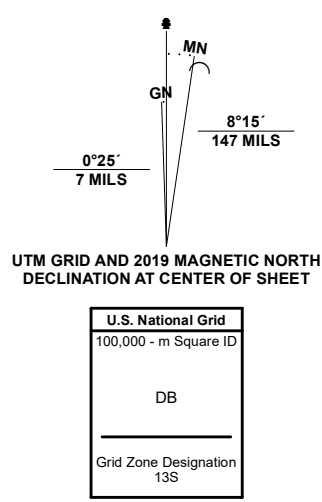 MN
GN
8°15´
147 MILS
0°25´
7 MILS
UTM GRID AND 2019 MAGNETIC NORTH
DECLINATION AT CENTER OF SHEET
U.S. National Grid
100,000 - m Square ID
DB
Grid Zone Designation
13S